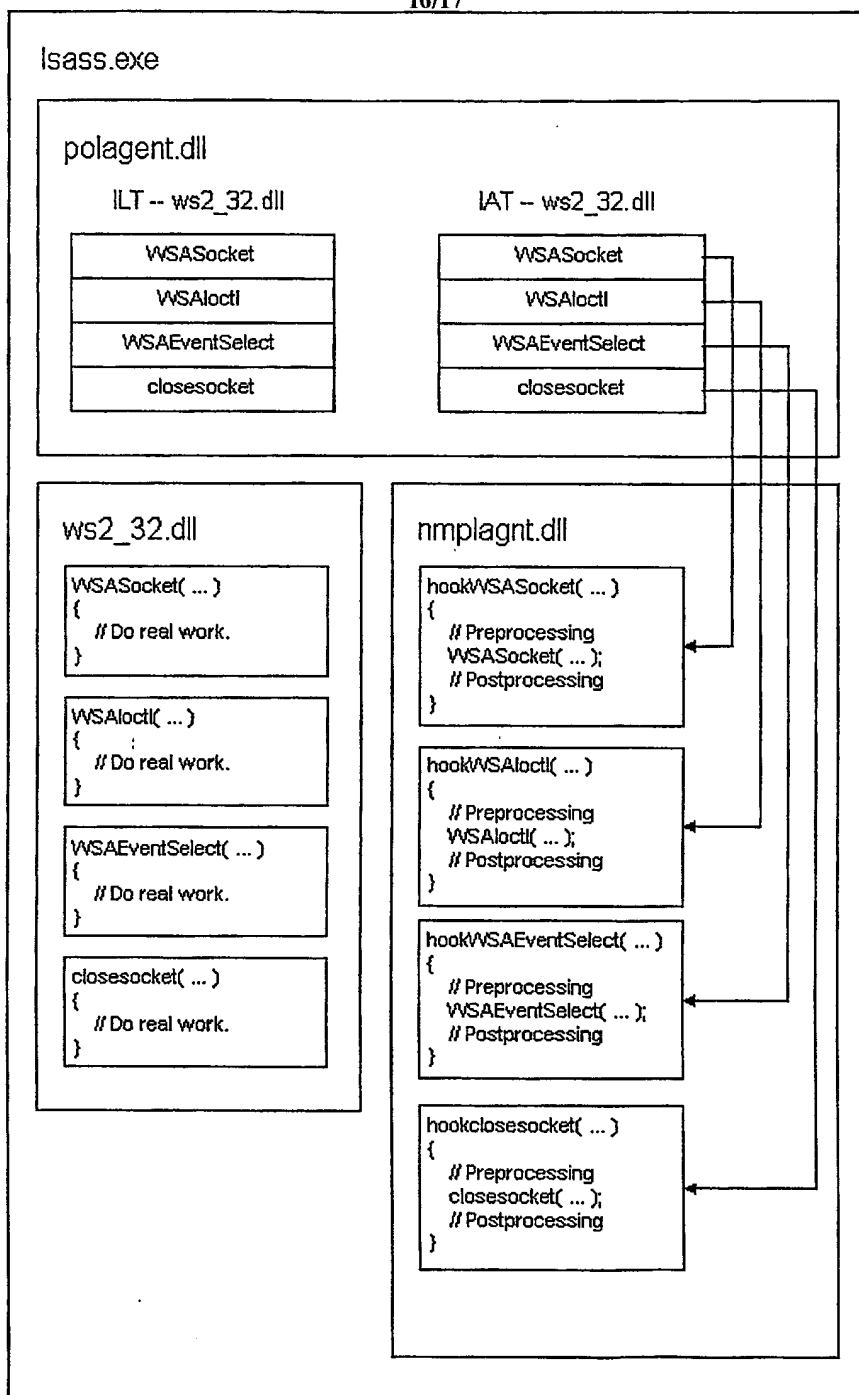 16/17
lsass.exe
polagent.dll
ILT -- ws2_32.dll
WSASocket
WSAIoctl
WSAEventSelect
closesocket
IAT -- ws2_32.dll
WSASocket
WSAIoctl
WSAEventSelect
closesocket
ws2_32.dll
WSASocket( ... )
{
// Do real work.
}
WSAIoctl( ... )
{
// Do real work.
}
WSAEventSelect( ... )
{
// Do real work.
}
closesocket( ... )
{
// Do real work.
}
nmplagnt.dll
hookWSASocket( ... )
{
// Preprocessing
WSASocket( ... );
// Postprocessing
}
hookWSAIoctl( ... )
{
// Preprocessing
WSAIoctl( ... );
// Postprocessing
}
hookWSAEventSelect( ... )
{
// Preprocessing
WSAEventSelect( ... );
// Postprocessing
}
hookclosesocket( ... )
{
// Preprocessing
closesocket( ... );
// Postprocessing
}